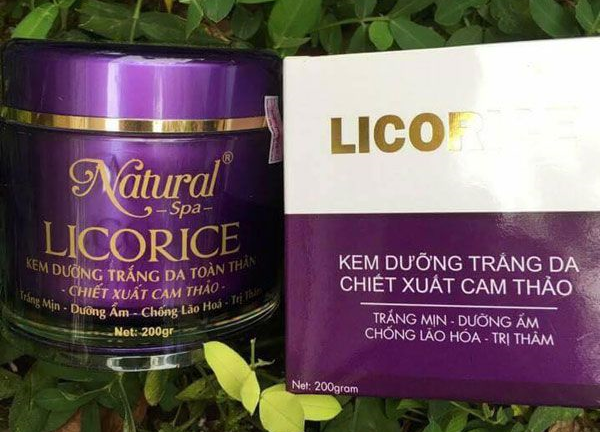 Natural®
Spa
LICORICE
KEM DƯỠNG TRẮNG DA TOÀN THÂN
- CHIẾT XUẤT CAM THẢO -
Trắng Mịn - Dưỡng Ẩm - Chống Lão Hoá - Trị Thâm
Net: 200gr
LICORICE
KEM DƯỠNG TRẮNG DA
CHIẾT XUẤT CAM THẢO
TRẮNG MỊN - DƯỠNG ẨM
CHỐNG LÃO HÓA - TRỊ THÂM
Net: 200gram